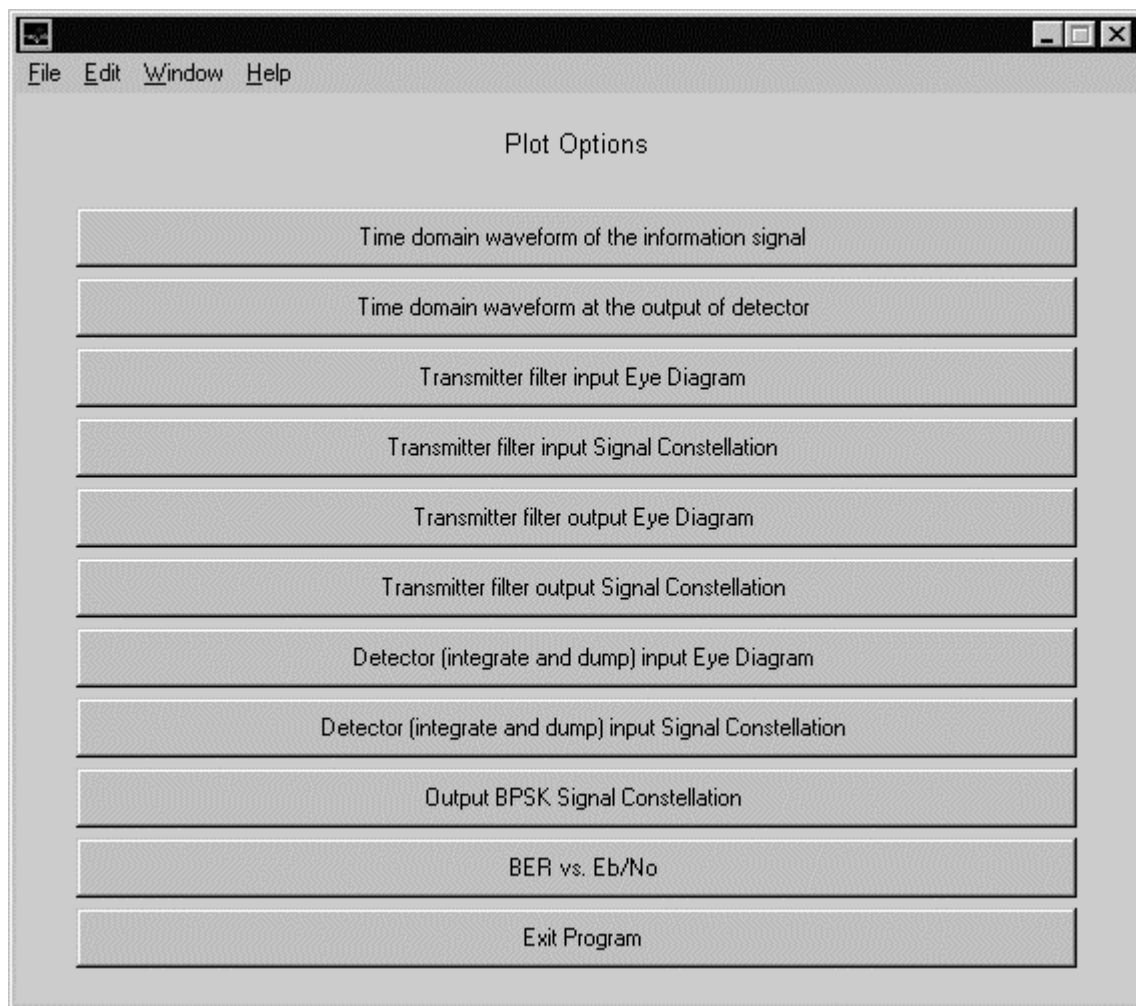 File Edit Window Help
Plot Options
Time domain waveform of the information signal
Time domain waveform at the output of detector
Transmitter filter input Eye Diagram
Transmitter filter input Signal Constellation
Transmitter filter output Eye Diagram
Transmitter filter output Signal Constellation
Detector (integrate and dump) input Eye Diagram
Detector (integrate and dump) input Signal Constellation
Output BPSK Signal Constellation
BER vs. Eb/No
Exit Program